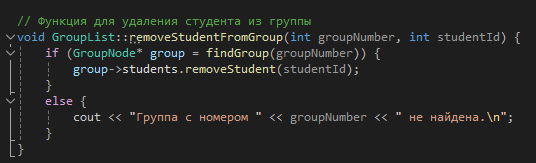 // Функция для удаления студента из группы
void GroupList::removeStudentFromGroup(int groupNumber, int studentId) {
if (GroupNode* group = findGroup(groupNumber)) {
group->students.removeStudent(studentId);
}
else {
cout << "Группа с номером " << groupNumber << " не найдена.\n";
}
}